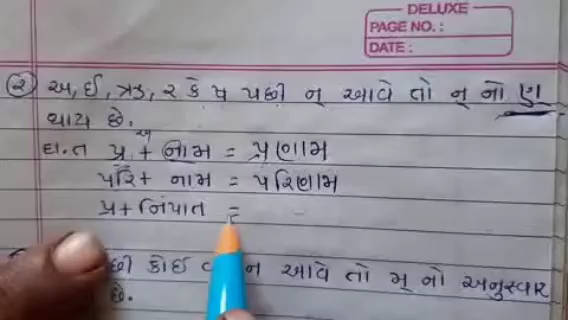 DELUXE
PAGE NO. :
DATE :
૨ અ, ઈ, ઋ, ર કે ષ પછી ન્ આવે તો ન્ નો ણ
થાય છે.
દા.ત પ્ર + નામ = પ્રણામ
પરિ + નામ = પરિણામ
પ્ર + નિપાત =
છી કોઈ ન આવે તો મ્ નો અનુસ્વાર
છે.